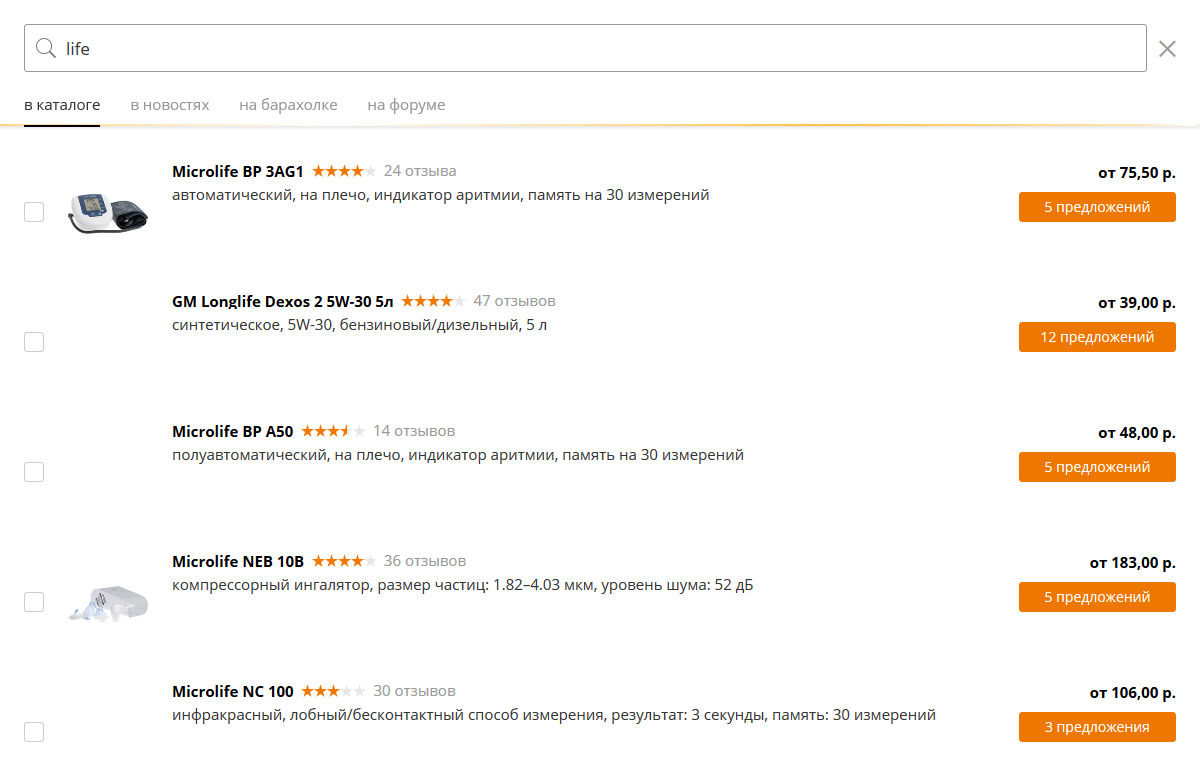 life
в каталоге в новостях на барахолке на форуме
Microlife BP 3AG1 24 отзыва
от 75,50 р.
автоматический, на плечо, индикатор аритмии, память на 30 измерений
5 предложений
GM Longlife Dexos 2 5W-30 5л 47 отзывов
от 39,00 р.
синтетическое, 5W-30, бензиновый/дизельный, 5 л
12 предложений
Microlife BP A50 14 отзывов
от 48,00 р.
полуавтоматический, на плечо, индикатор аритмии, память на 30 измерений
5 предложений
Microlife NEB 10B 36 отзывов
от 183,00 р.
компрессорный ингалятор, размер частиц: 1.82–4.03 мкм, уровень шума: 52 дБ
5 предложений
Microlife NC 100 30 отзывов
от 106,00 р.
инфракрасный, лобный/бесконтактный способ измерения, результат: 3 секунды, память: 30 измерений
3 предложения